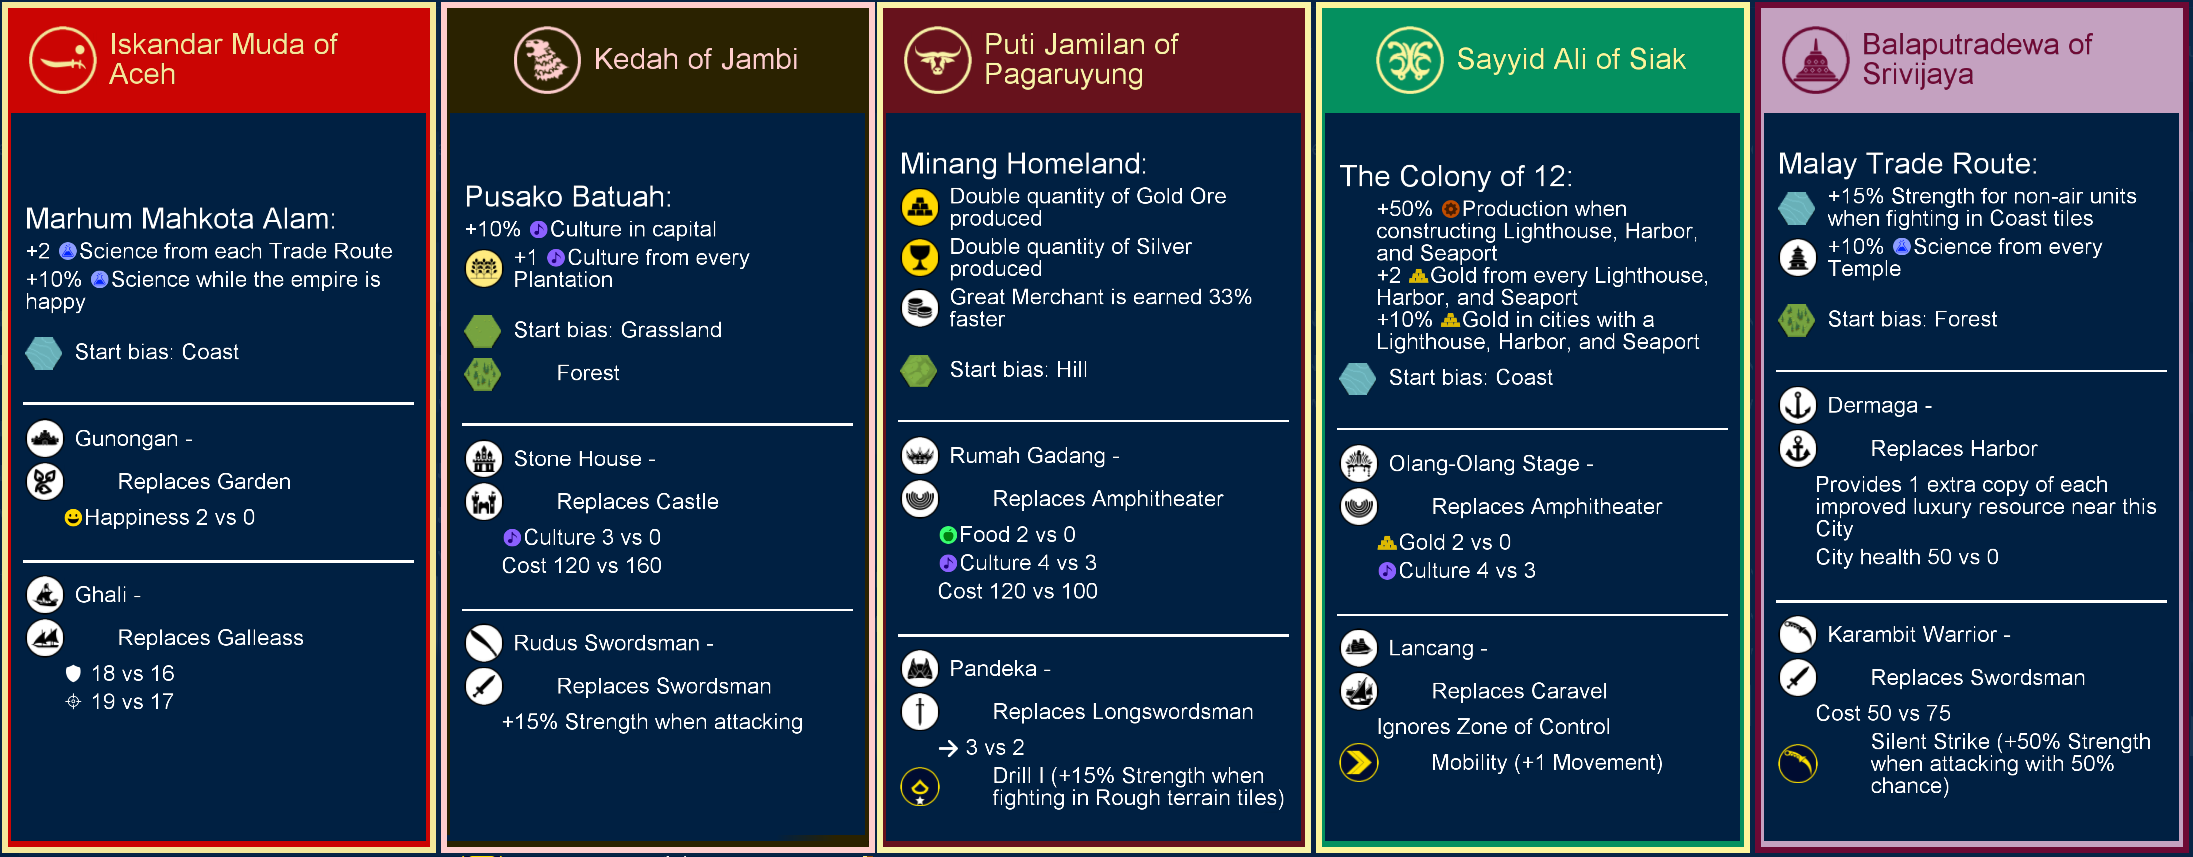 Iskandar Muda of
Aceh
Marhum Mahkota Alam:
+2 Science from each Trade Route
+10% Science while the empire is
happy
Start bias: Coast
Gunongan -
Replaces Garden
Happiness 2 vs 0
Ghali -
Replaces Galleass
18 vs 16
19 vs 17
Kedah of Jambi
Pusako Batuah:
+10% Culture in capital
+1 Culture from every
Plantation
Start bias: Grassland
Forest
Stone House -
Replaces Castle
Culture 3 vs 0
Cost 120 vs 160
Rudus Swordsman -
Replaces Swordsman
+15% Strength when attacking
Puti Jamilan of
Pagaruyung
Minang Homeland:
Double quantity of Gold Ore
produced
Double quantity of Silver
produced
Great Merchant is earned 33%
faster
Start bias: Hill
Rumah Gadang -
Replaces Amphitheater
Food 2 vs 0
Culture 4 vs 3
Cost 120 vs 100
Pandeka -
Replaces Longswordsman
3 vs 2
Drill I (+15% Strength when
fighting in Rough terrain tiles)
Sayyid Ali of Siak
The Colony of 12:
+50% Production when
constructing Lighthouse, Harbor,
and Seaport
+2 Gold from every Lighthouse,
Harbor, and Seaport
+10% Gold in cities with a
Lighthouse, Harbor, and Seaport
Start bias: Coast
Olang-Olang Stage -
Replaces Amphitheater
Gold 2 vs 0
Culture 4 vs 3
Lancang -
Replaces Caravel
Ignores Zone of Control
Mobility (+1 Movement)
Balaputradewa of
Srivijaya
Malay Trade Route:
+15% Strength for non-air units
when fighting in Coast tiles
+10% Science from every
Temple
Start bias: Forest
Dermaga -
Replaces Harbor
Provides 1 extra copy of each
improved luxury resource near this
City
City health 50 vs 0
Karambit Warrior -
Replaces Swordsman
Cost 50 vs 75
Silent Strike (+50% Strength
when attacking with 50%
chance)